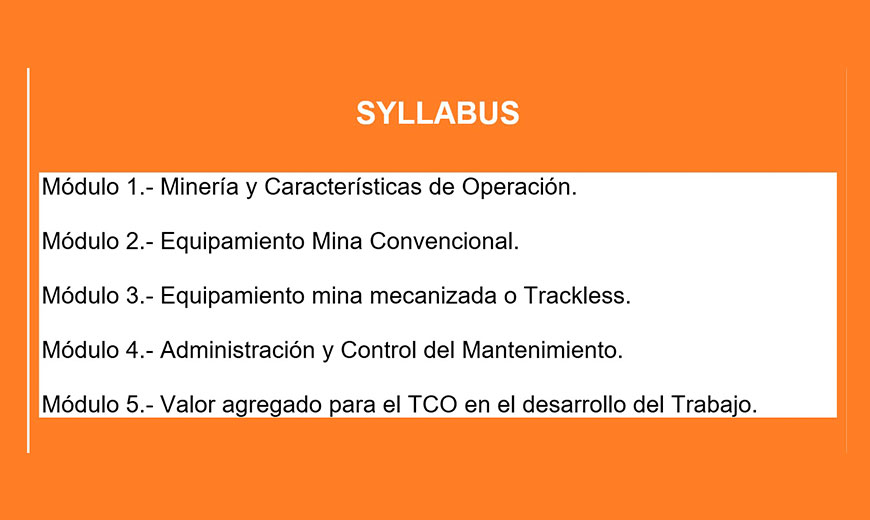 SYLLABUS
Módulo 1.- Minería y Características de Operación.
Módulo 2.- Equipamiento Mina Convencional.
Módulo 3.- Equipamiento mina mecanizada o Trackless.
Módulo 4.- Administración y Control del Mantenimiento.
Módulo 5.- Valor agregado para el TCO en el desarrollo del Trabajo.